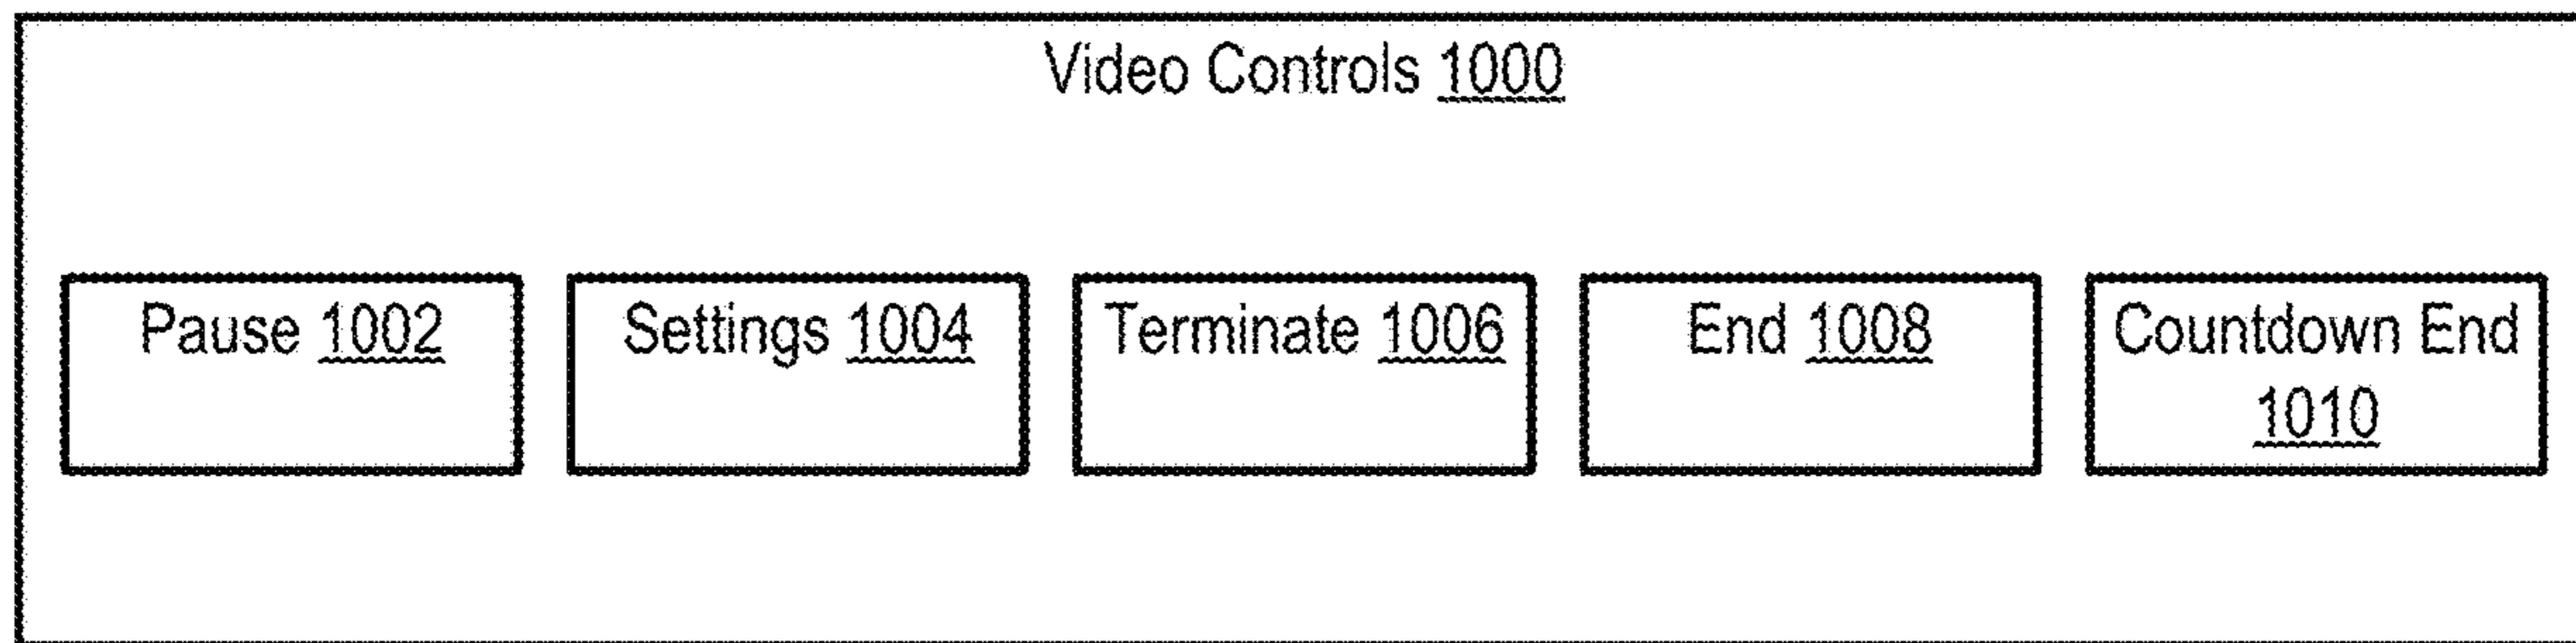 Video Controls 1000
Pause 1002
Settings 1004
Terminate 1006
End 1008
Countdown End
1010